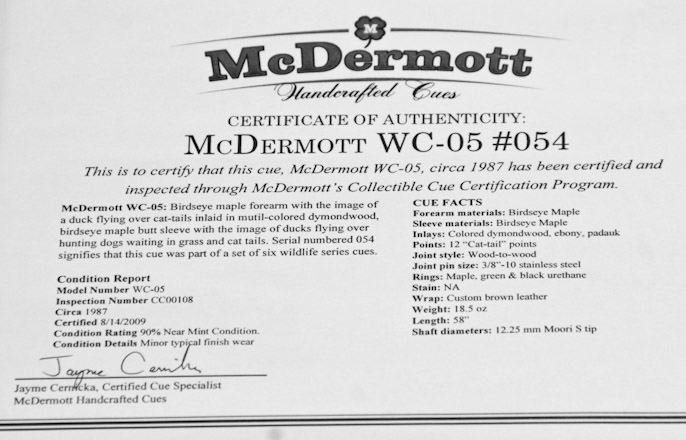 M
McDermott
Handcrafted Cues
CERTIFICATE OF AUTHENTICITY:
McDERMOTT WC-05 #054
This is to certify that this cue, McDermott WC-05, circa 1987 has been certified and
inspected through McDermott's Collectible Cue Certification Program.
McDermott WC-05: Birdseye maple forearm with the image of
a duck flying over cat-tails inlaid in mutil-colored dymondwood,
birdseye maple butt sleeve with the image of ducks flying over
hunting dogs waiting in grass and cat tails. Serial numbered 054
signifies that this cue was part of a set of six wildlife series cues.
Condition Report
Model Number WC-05
Inspection Number CC00108
Circa 1987
Certified 8/14/2009
Condition Rating 90% Near Mint Condition.
Condition Details Minor typical finish wear
Jayme Cernicka, Certified Cue Specialist
McDermott Handcrafted Cues
CUE FACTS
Forearm materials: Birdseye Maple
Sleeve materials: Birdseye Maple
Inlays: Colored dymondwood, ebony, padauk
Points: 12 "Cat-tail" points
Joint style: Wood-to-wood
Joint pin size: 3/8"-10 stainless steel
Rings: Maple, green & black urethane
Stain: NA
Wrap: Custom brown leather
Weight: 18.5 oz
Length: 58"
Shaft diameters: 12.25 mm Moori S tip